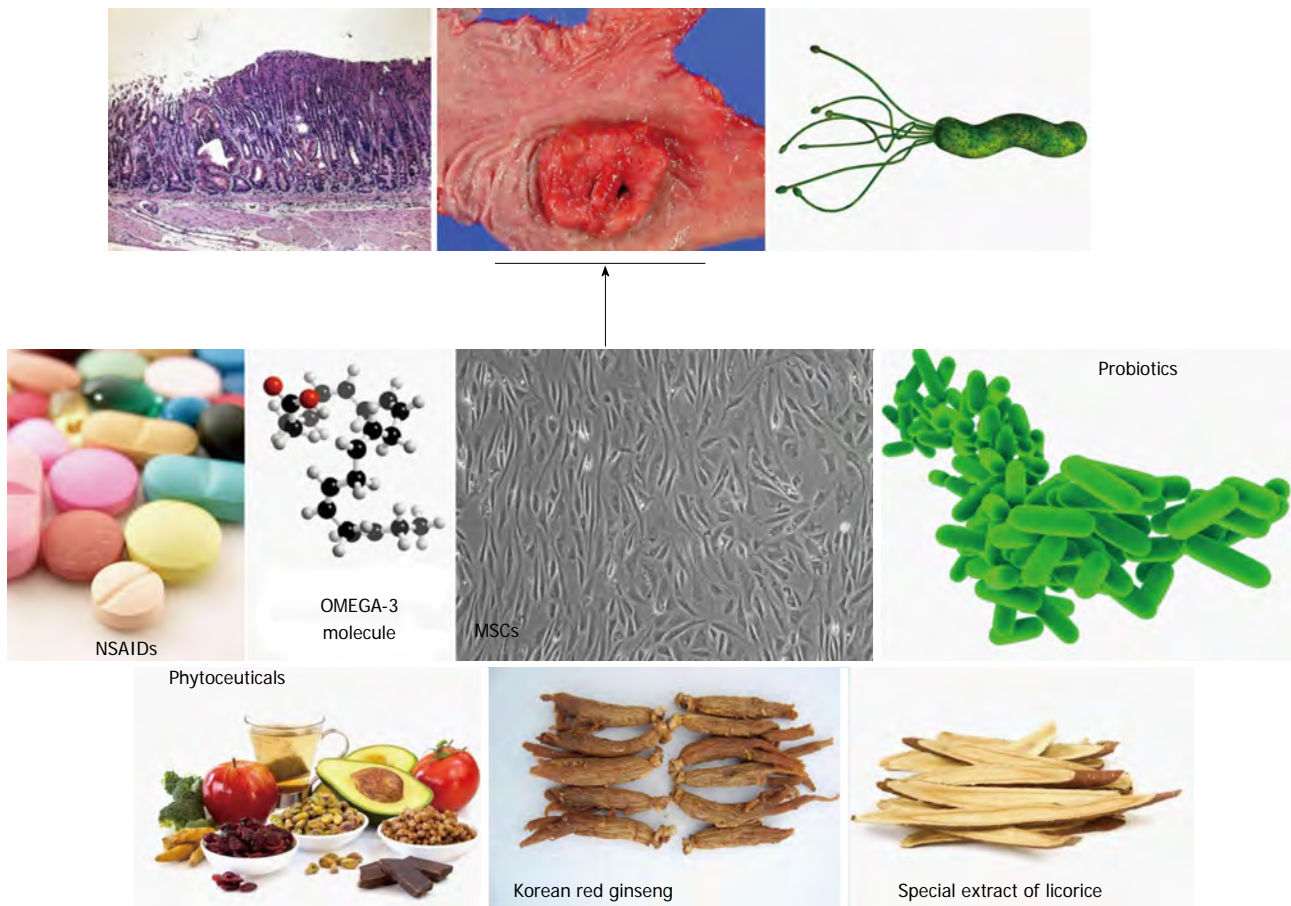 Probiotics
OMEGA-3
molecule
MSCs
NSAIDs
Phytoceuticals
Korean red ginseng
Special extract of licorice